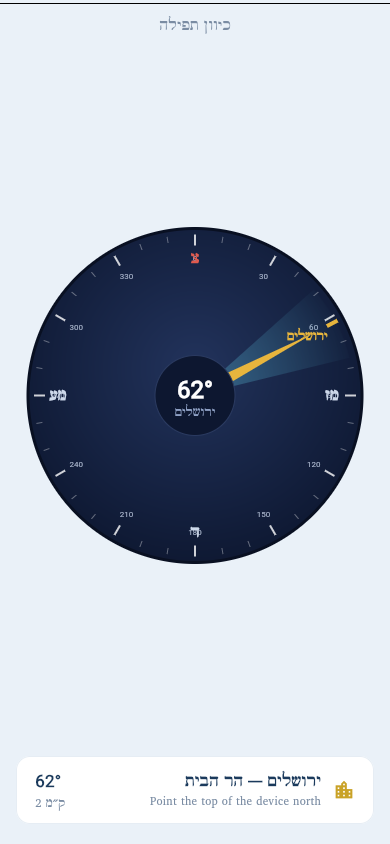 כיוון תפילה
צ
330
30
300
60
ירושלים
62°
ירושלים
מע
מז
240
120
210
150
ד
180
ירושלים — הר הבית
62°
Point the top of the device north
2 ק״מ